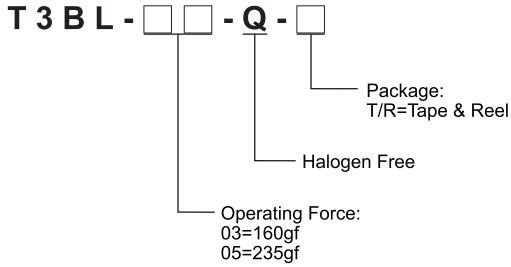 T3BL-□□-Q-□
Package:
T/R=Tape & Reel
Halogen Free
Operating Force:
03=160gf
05=235gf